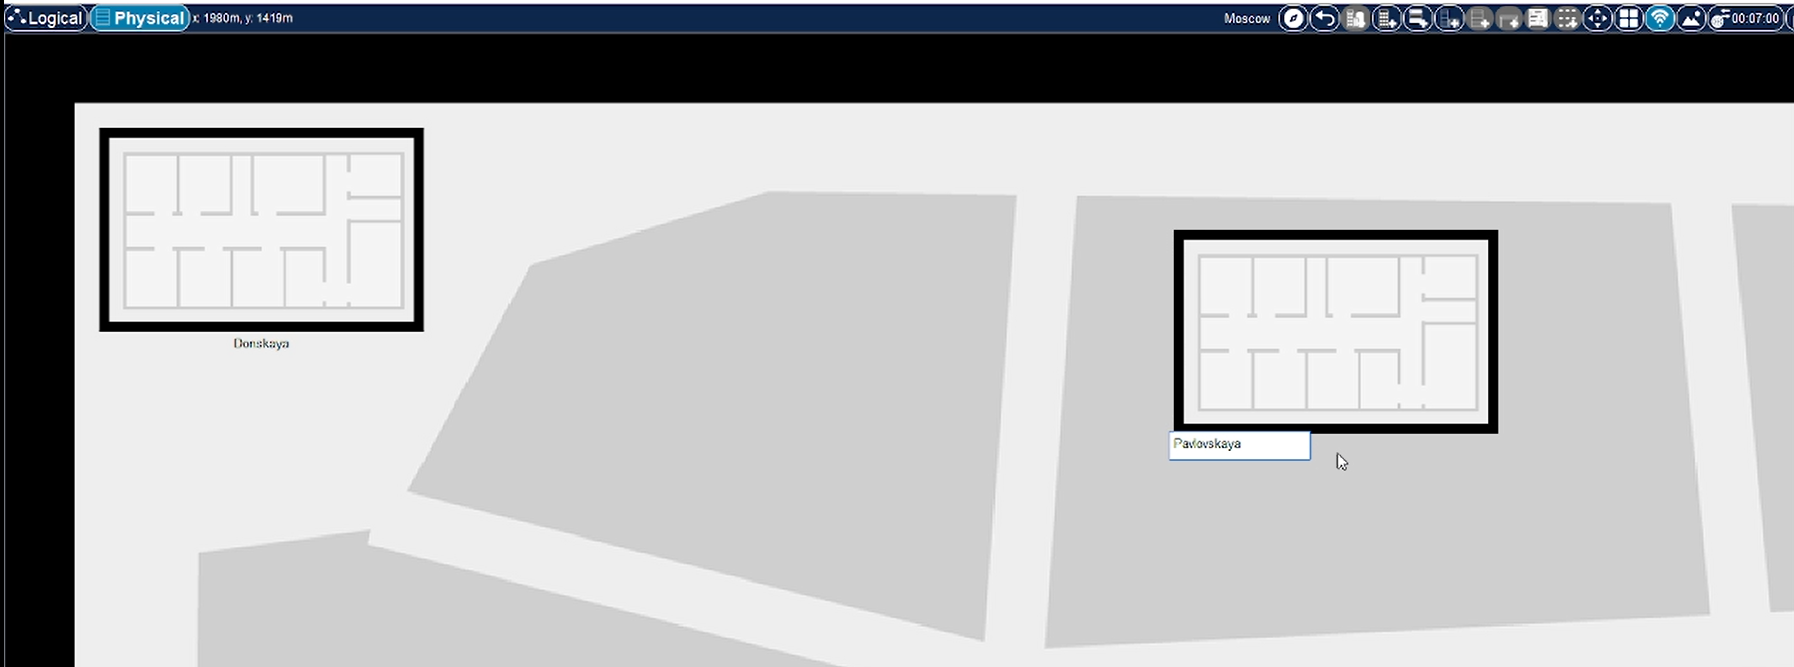 Logical Physical x: 1980m, y: 1419m Moscow 00:07:00
Donskaya
Pavlovskaya